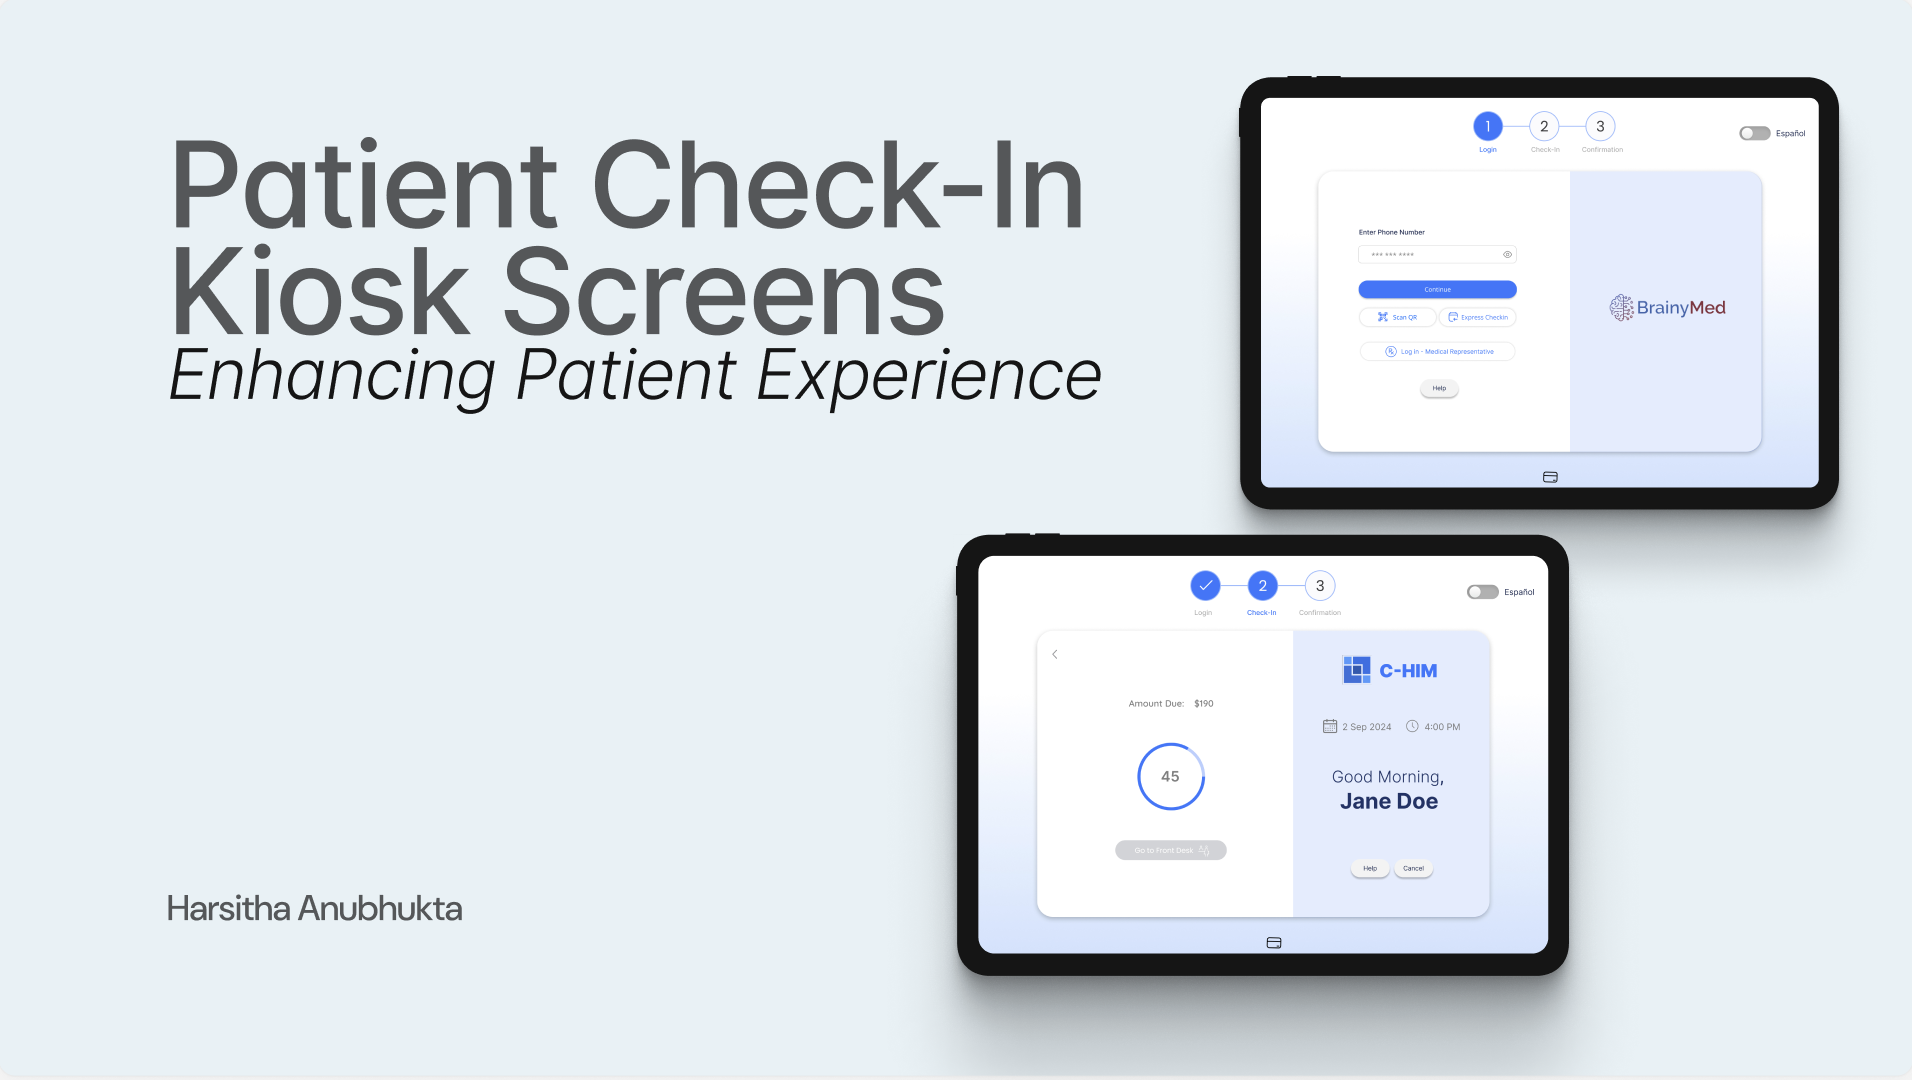 Patient Check-In
Kiosk Screens
Enhancing Patient Experience
Harsitha Anubhukta
1
2
3
Login
Check-In
Confirmation
Español
Enter Phone Number
*** *** ****
Continue
Scan QR
Express Checkin
Log In - Medical Representative
Help
BrainyMed
2
3
Login
Check-In
Confirmation
Español
Amount Due: $190
45
Go to Front Desk
C-HIM
2 Sep 2024 4:00 PM
Good Morning,
Jane Doe
Help
Cancel